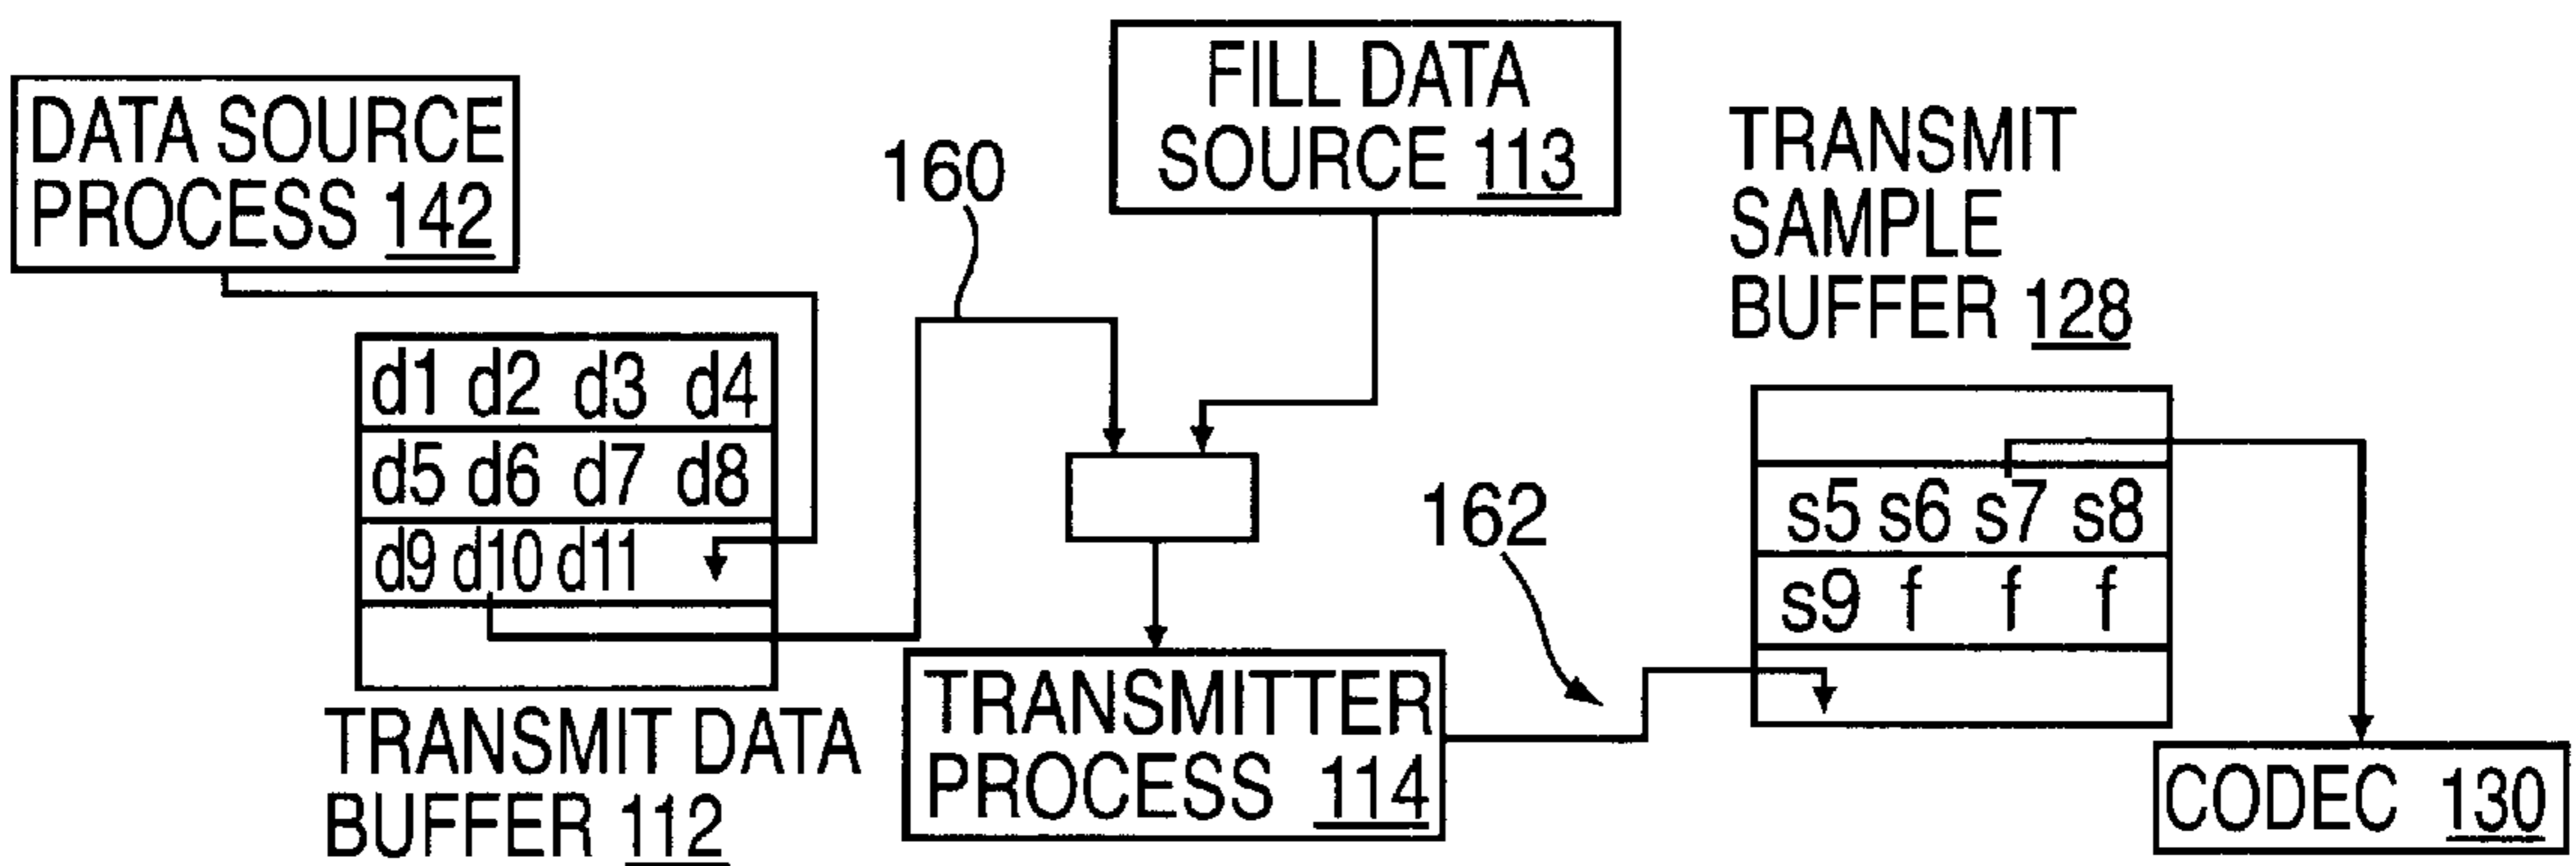 DATA SOURCE
PROCESS 142
160
FILL DATA
SOURCE 113
TRANSMIT
SAMPLE
BUFFER 128
d1 d2 d3 d4
d5 d6 d7 d8
d9 d10 d11
TRANSMIT DATA
BUFFER 112
TRANSMITTER
PROCESS 114
162
s5 s6 s7 s8
s9 f f f
CODEC 130